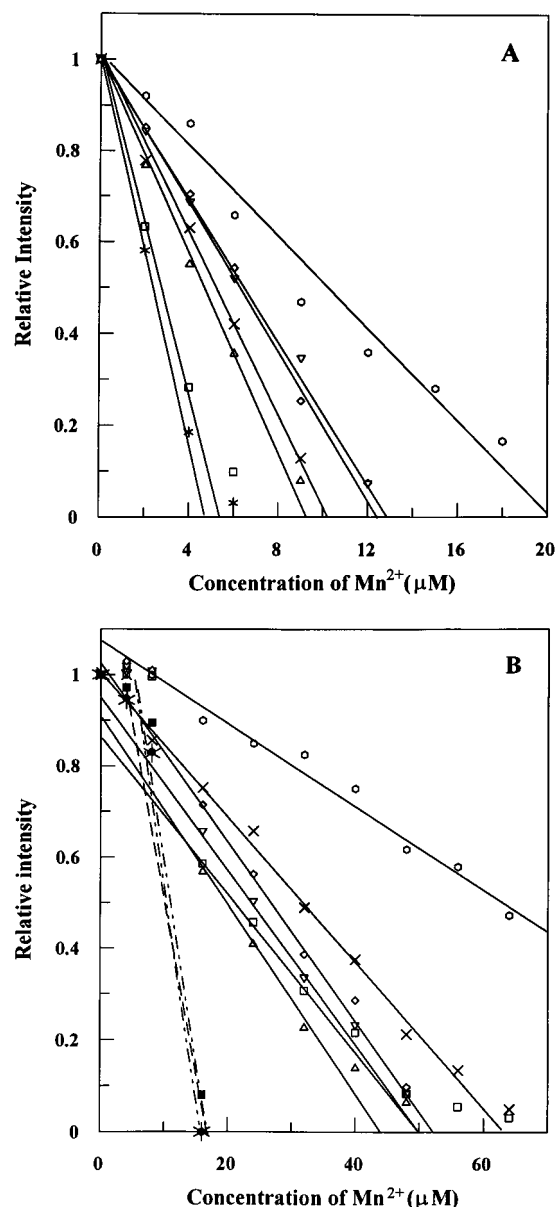 A
1
0.8
0.6
0.4
0.2
0
Relative Intensity
0 4 8 12 16 20
Concentration of Mn²⁺(μM)
B
1
0.8
0.6
0.4
0.2
0
Relative intensity
0 20 40 60
Concentration of Mn²⁺(μM)